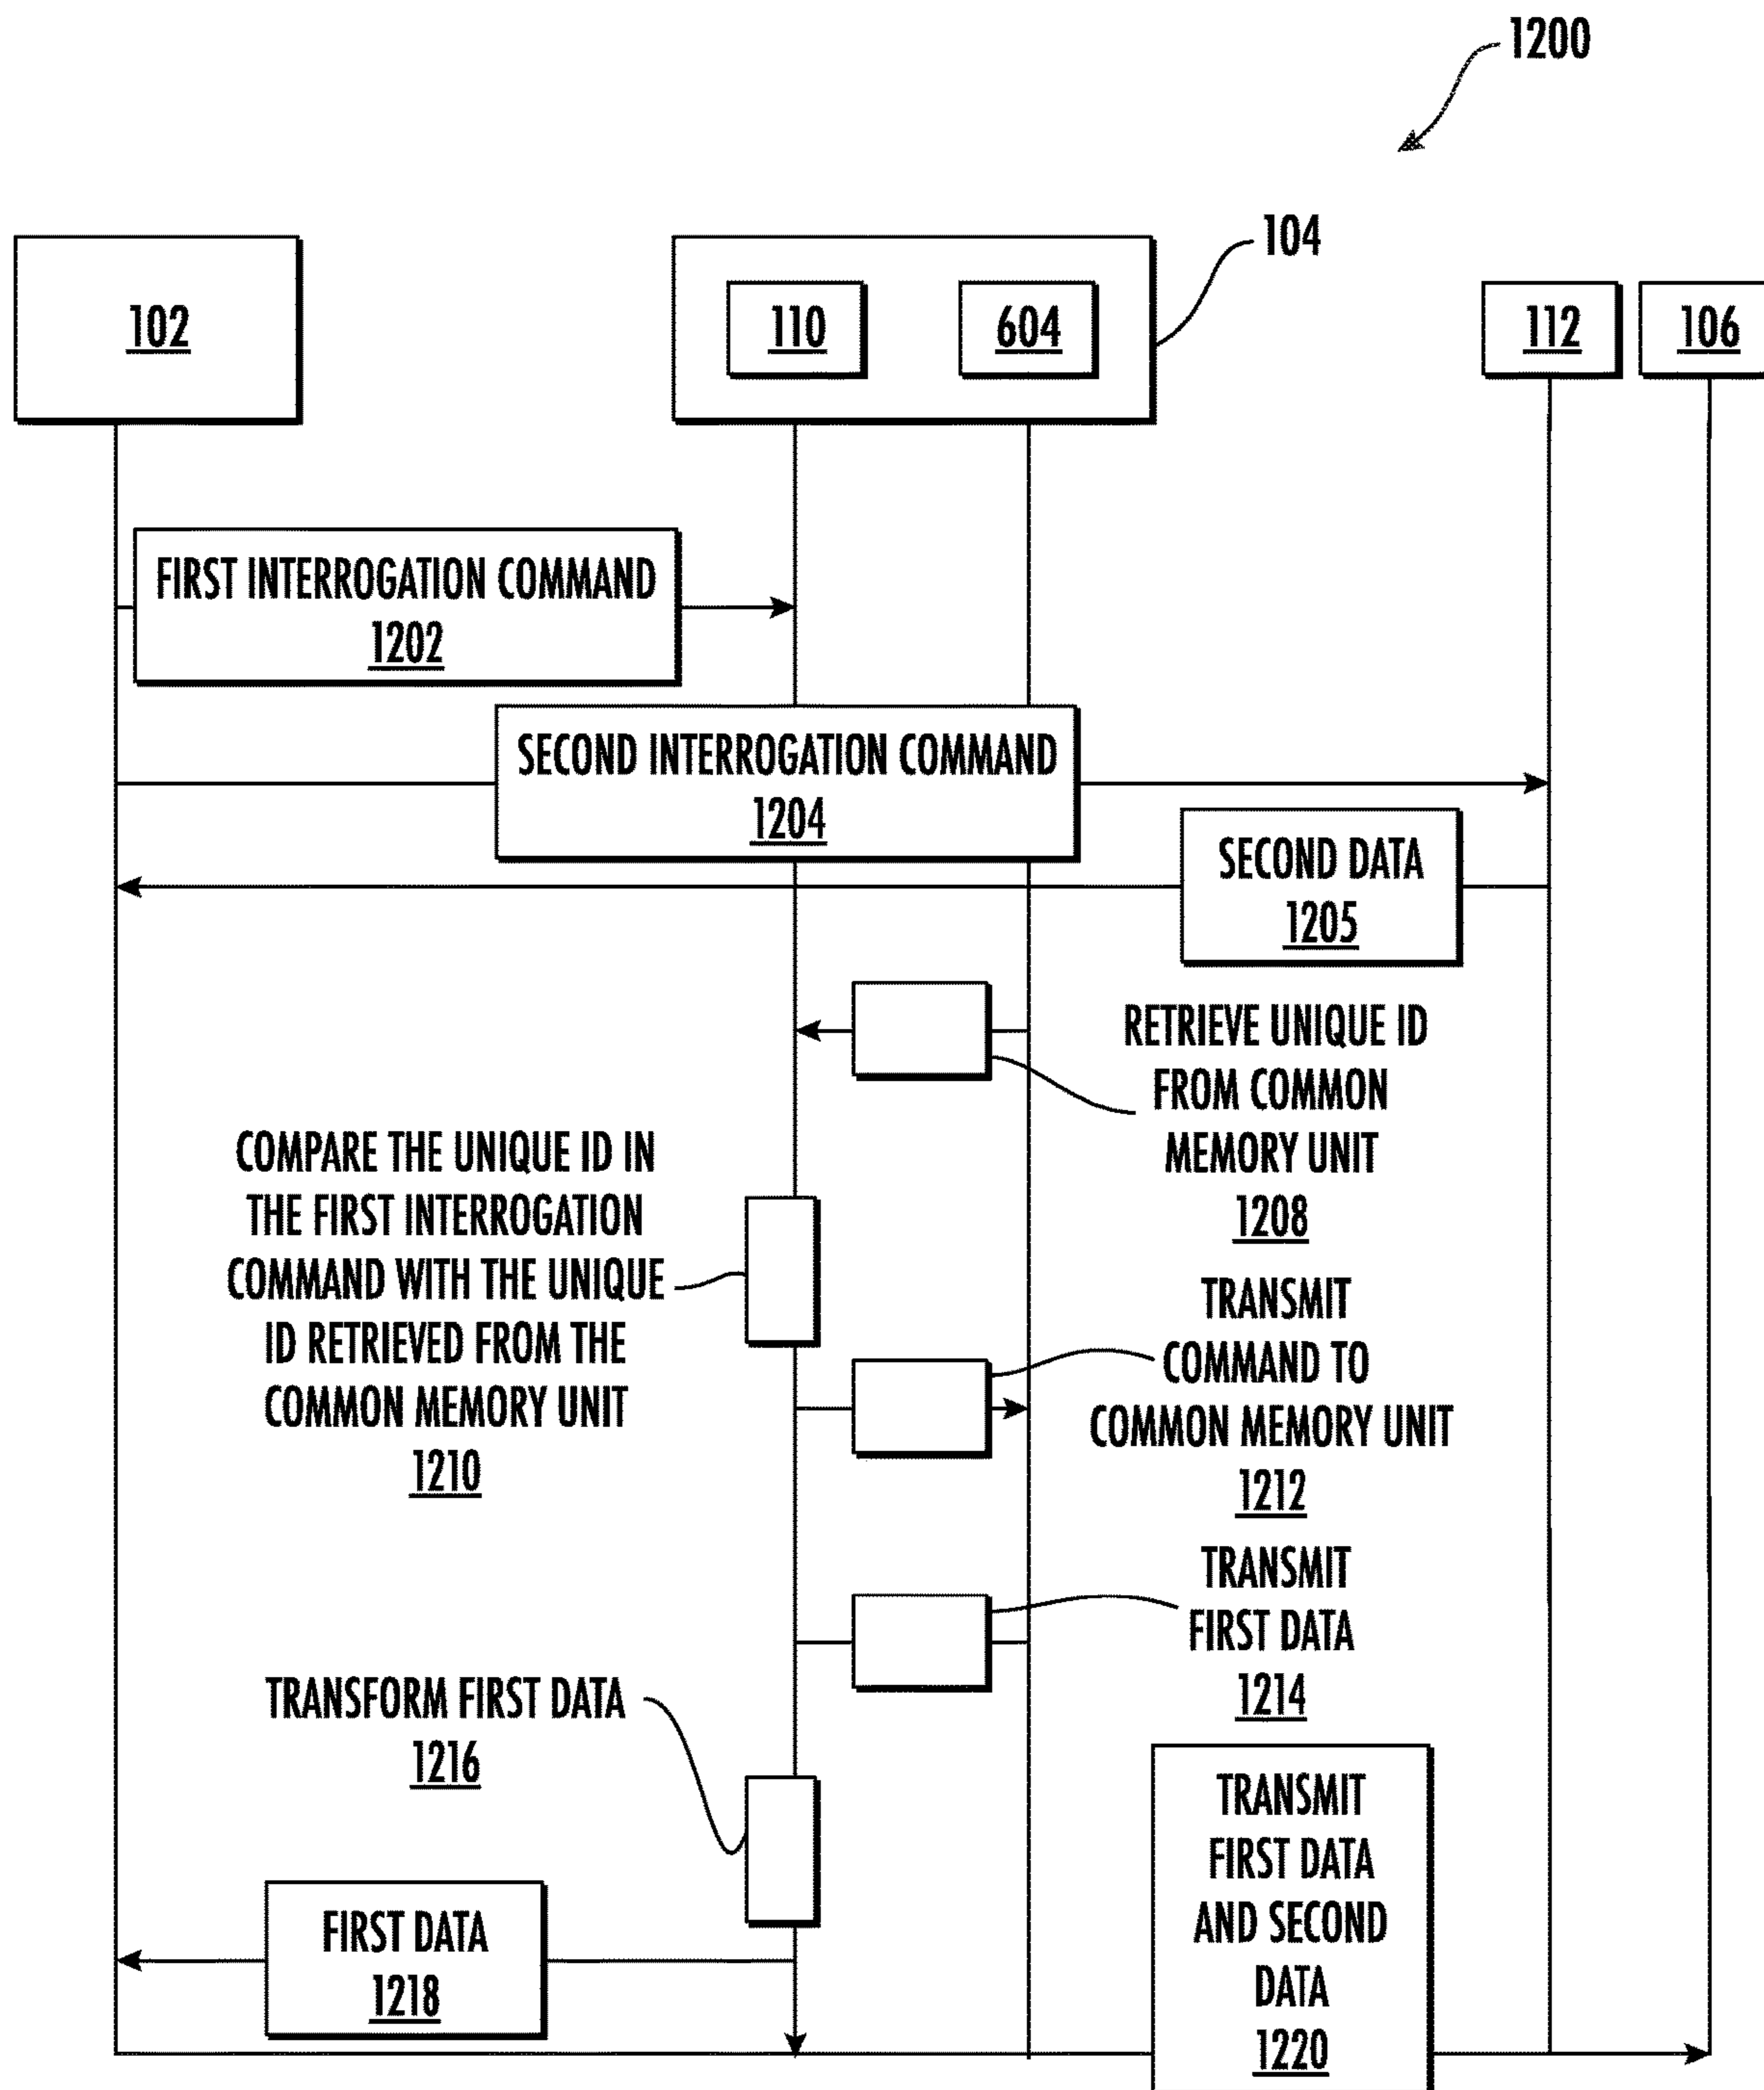 1200
104
102
110
604
112
106
FIRST INTERROGATION COMMAND
1202
SECOND INTERROGATION COMMAND
1204
SECOND DATA
1205
RETRIEVE UNIQUE ID
FROM COMMON
MEMORY UNIT
1208
COMPARE THE UNIQUE ID IN
THE FIRST INTERROGATION
COMMAND WITH THE UNIQUE
ID RETRIEVED FROM THE
COMMON MEMORY UNIT
1210
TRANSMIT
COMMAND TO
COMMON MEMORY UNIT
1212
TRANSMIT
FIRST DATA
1214
TRANSFORM FIRST DATA
1216
FIRST DATA
1218
TRANSMIT
FIRST DATA
AND SECOND
DATA
1220